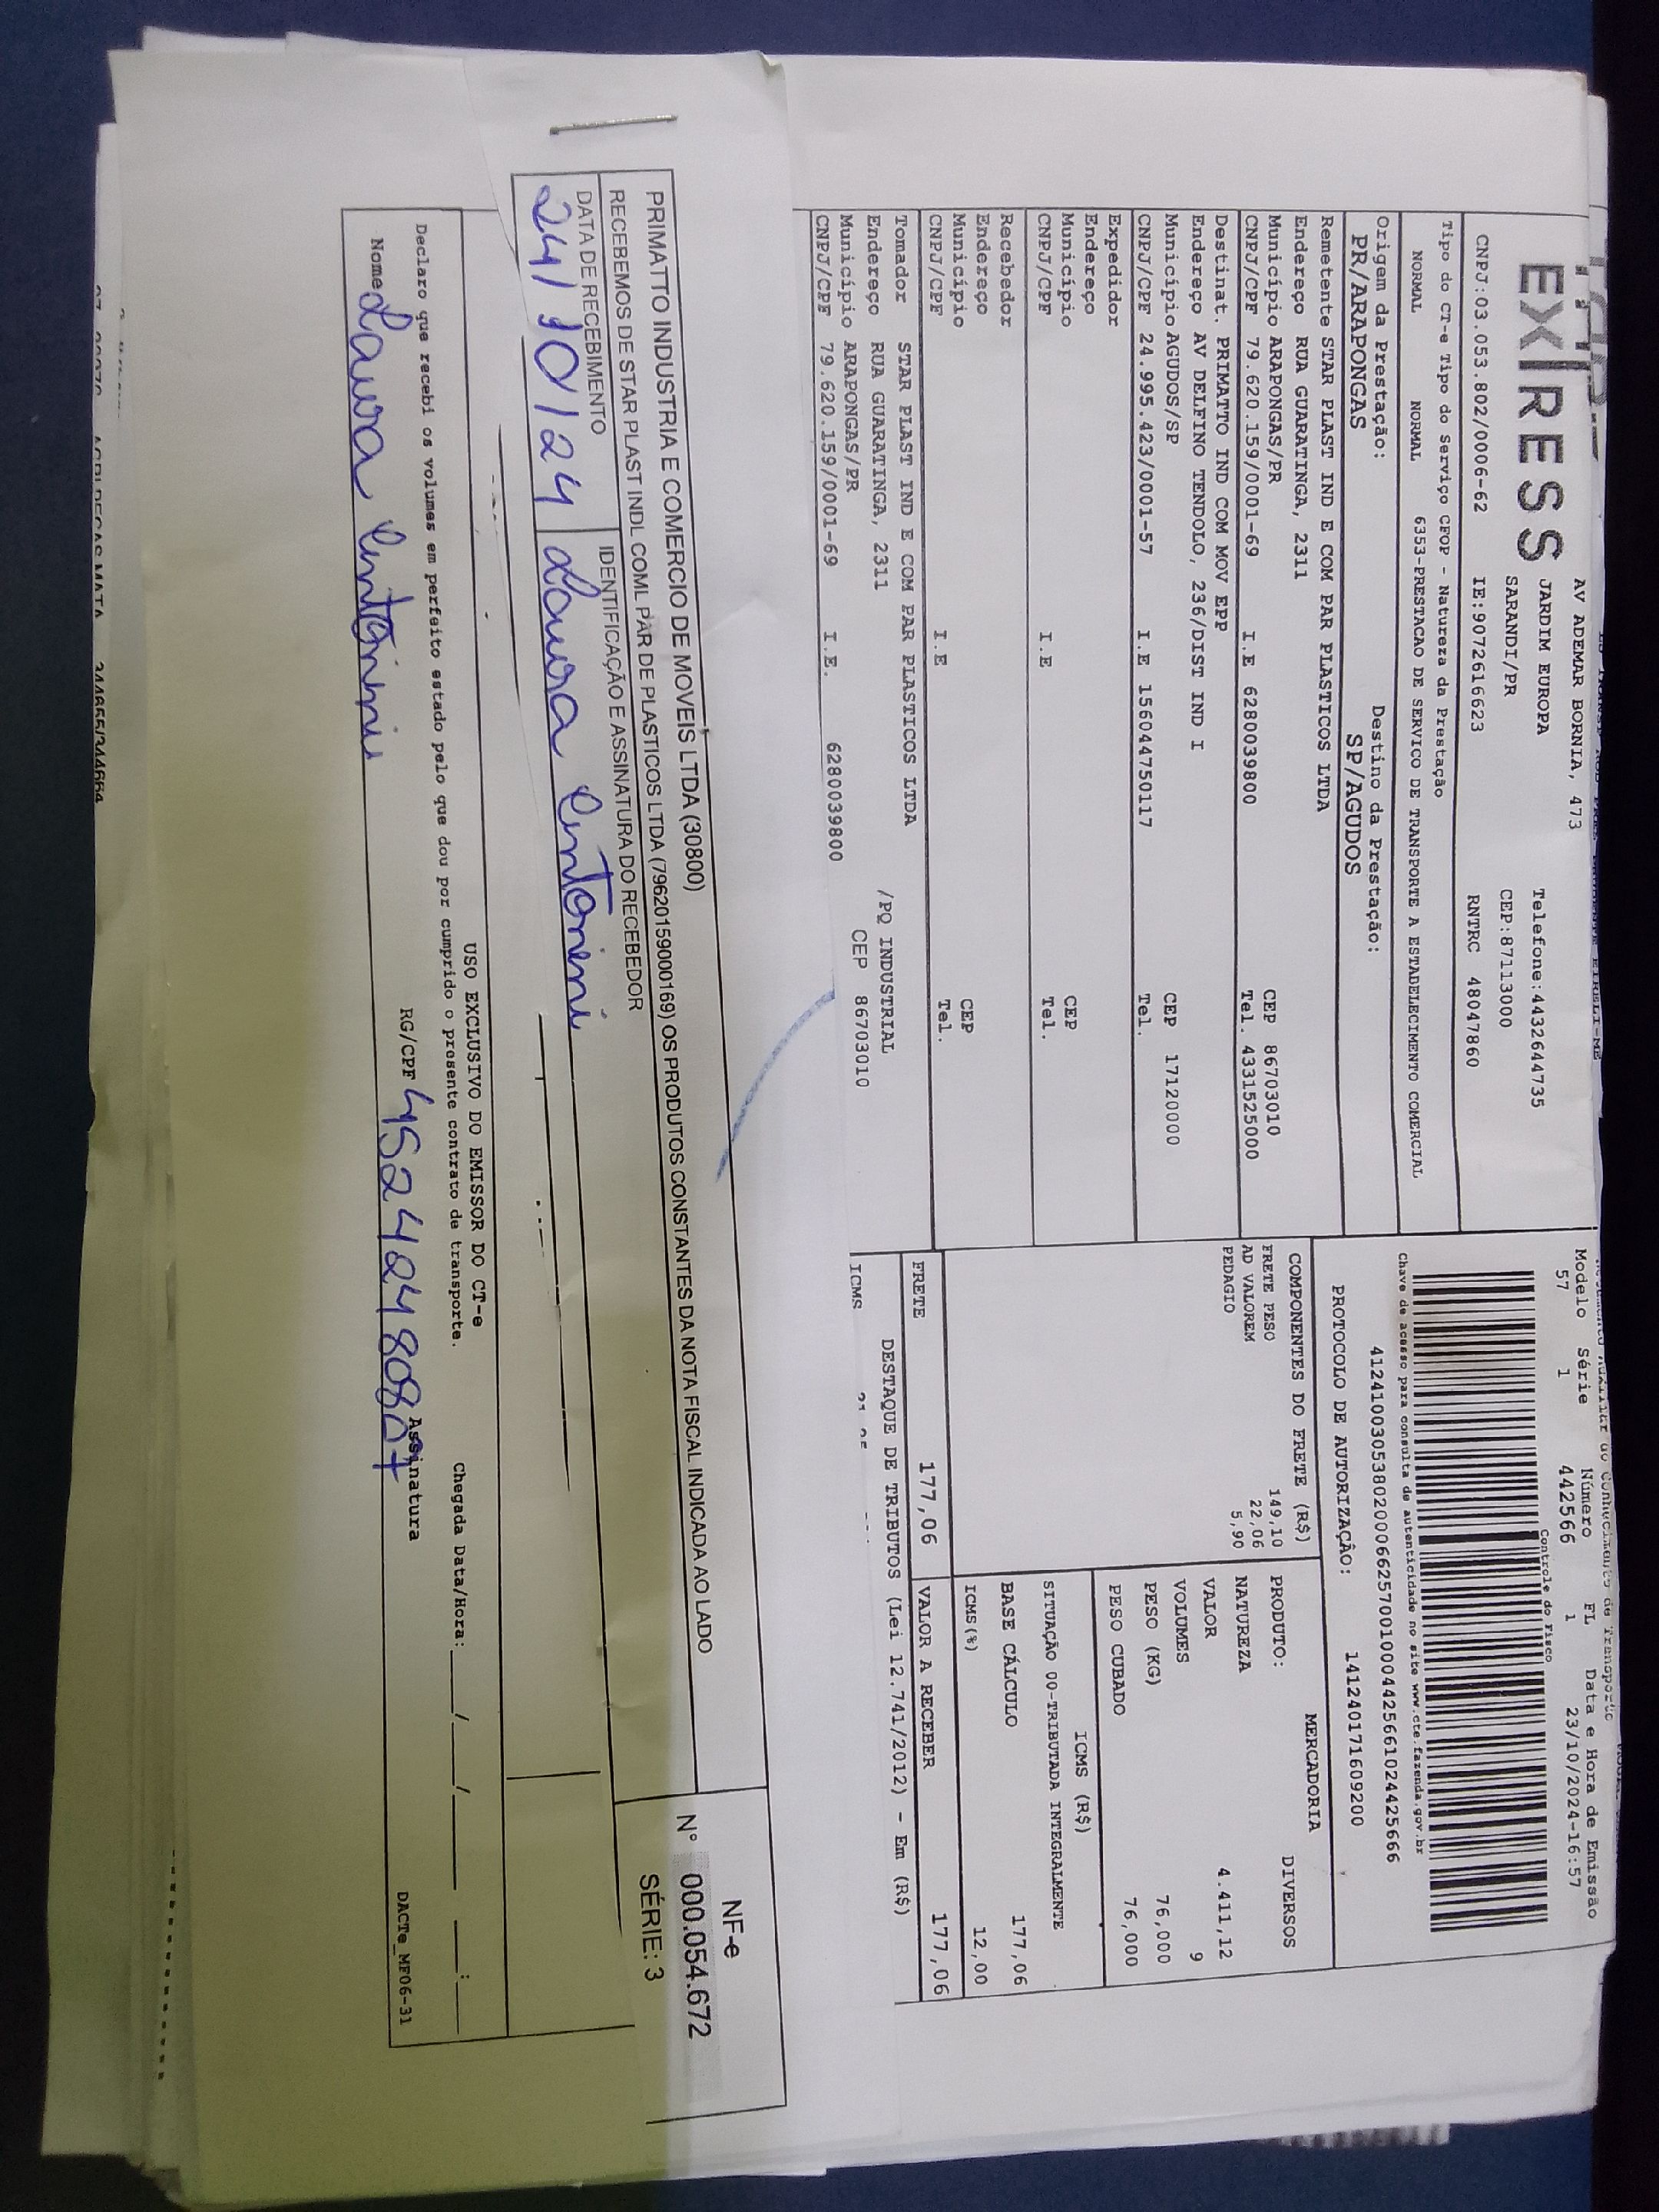 EXPRESS
AV ADEMAR BORNIA, 473
JARDIM EUROPA
SARANDI/PR
Telefone:4432644735
CEP:87113000
CNPJ:03.053.802/0006-62 IE:9072616623 RNTRC 48047860
Modelo Série Número FL Data e Hora de Emissão
57 1 442566 1 23/10/2024-16:57
Controle do Fisco
Tipo do CT-e Tipo do Serviço CFOP - Natureza da Prestação
NORMAL NORMAL 6353-PRESTACAO DE SERVICO DE TRANSPORTE A ESTADELECIMENTO COMERCIAL
Chave de acesso para consulta de autenticidade no site www.cte.fazenda.gov.br
41241003053802000662570010004425661024425666
Origem da Prestação: Destino da Prestação:
PR/ARAPONGAS SP/AGUDOS
PROTOCOLO DE AUTORIZAÇÃO: 141240171609200
Remetente STAR PLAST IND E COM PAR PLASTICOS LTDA
Endereço RUA GUARATINGA, 2311
Município ARAPONGAS/PR CEP 86703010
CNPJ/CPF 79.620.159/0001-69 I.E 6280039800 Tel. 4331525000
Destinat. PRIMATTO IND COM MOV EPP
Endereço AV DELFINO TENDOLO, 236/DIST IND I
Município AGUDOS/SP CEP 17120000
CNPJ/CPF 24.995.423/0001-57 I.E 156044750117 Tel.
Expedidor
Endereço
Município CEP
CNPJ/CPF I.E Tel.
Recebedor
Endereço
Município CEP
CNPJ/CPF I.E Tel.
Tomador STAR PLAST IND E COM PAR PLASTICOS LTDA
Endereço RUA GUARATINGA, 2311 /PQ INDUSTRIAL
Município ARAPONGAS/PR CEP 86703010
CNPJ/CPF 79.620.159/0001-69 I.E. 6280039800
COMPONENTES DO FRETE (R$)
FRETE PESO 149,10
AD VALOREM 22,06
PEDAGIO 5,90
MERCADORIA
PRODUTO: DIVERSOS
NATUREZA
VALOR 4.411,12
VOLUMES 9
PESO (KG) 76,000
PESO CUBADO 76,000
ICMS (R$)
SITUAÇÃO 00-TRIBUTADA INTEGRALMENTE
BASE CÁLCULO 177,06
ICMS(%) 12,00
FRETE 177,06 VALOR A RECEBER 177,06
DESTAQUE DE TRIBUTOS (Lei 12.741/2012) - Em (R$)
ICMS
PRIMATTO INDUSTRIA E COMERCIO DE MOVEIS LTDA (30800)
RECEBEMOS DE STAR PLAST INDL COML PAR DE PLASTICOS LTDA (79620159000169) OS PRODUTOS CONSTANTES DA NOTA FISCAL INDICADA AO LADO
DATA DE RECEBIMENTO IDENTIFICAÇÃO E ASSINATURA DO RECEBEDOR
24/10/24 Laura Antonini
NF-e
N° 000.054.672
SÉRIE: 3
USO EXCLUSIVO DO EMISSOR DO CT-e
Declaro que recebi os volumes em perfeito estado pelo que dou por cumprido o presente contrato de transporte. Chegada Data/Hora: ____/____/______ ___:___
Nome Laura Antonini RG/CPF 45242480807 Assinatura
DACTe_MF06-31
344655/344664